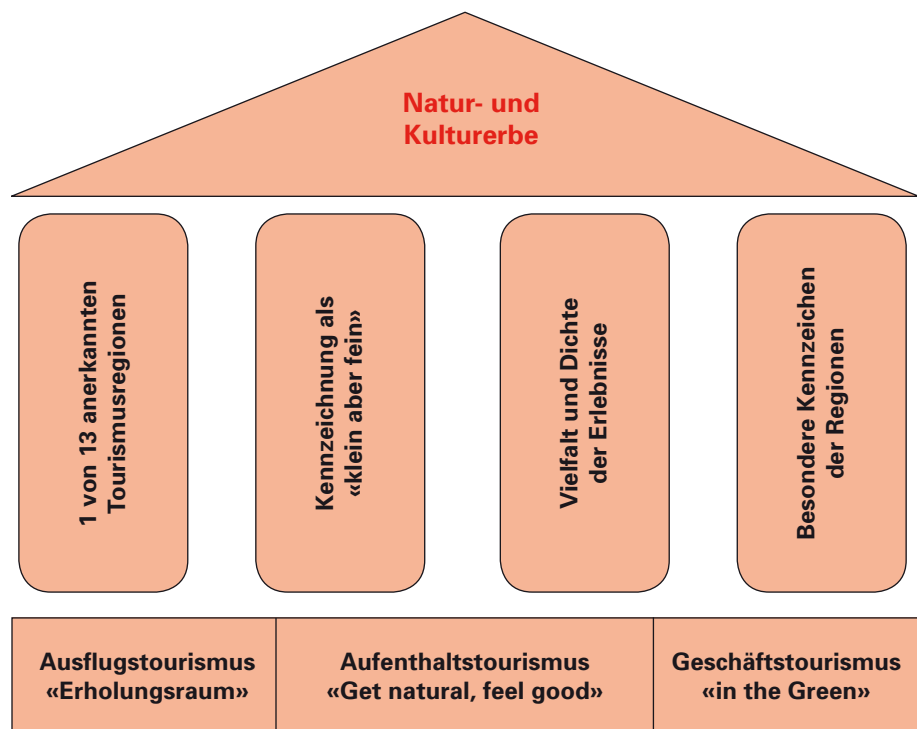 Natur- und
Kulturerbe
1 von 13 anerkannten
Tourismusregionen
Kennzeichnung als
«klein aber fein»
Vielfalt und Dichte
der Erlebnisse
Besondere Kennzeichen
der Regionen
Ausflugstourismus
«Erholungsraum»
Aufenthaltstourismus
«Get natural, feel good»
Geschäftstourismus
«in the Green»